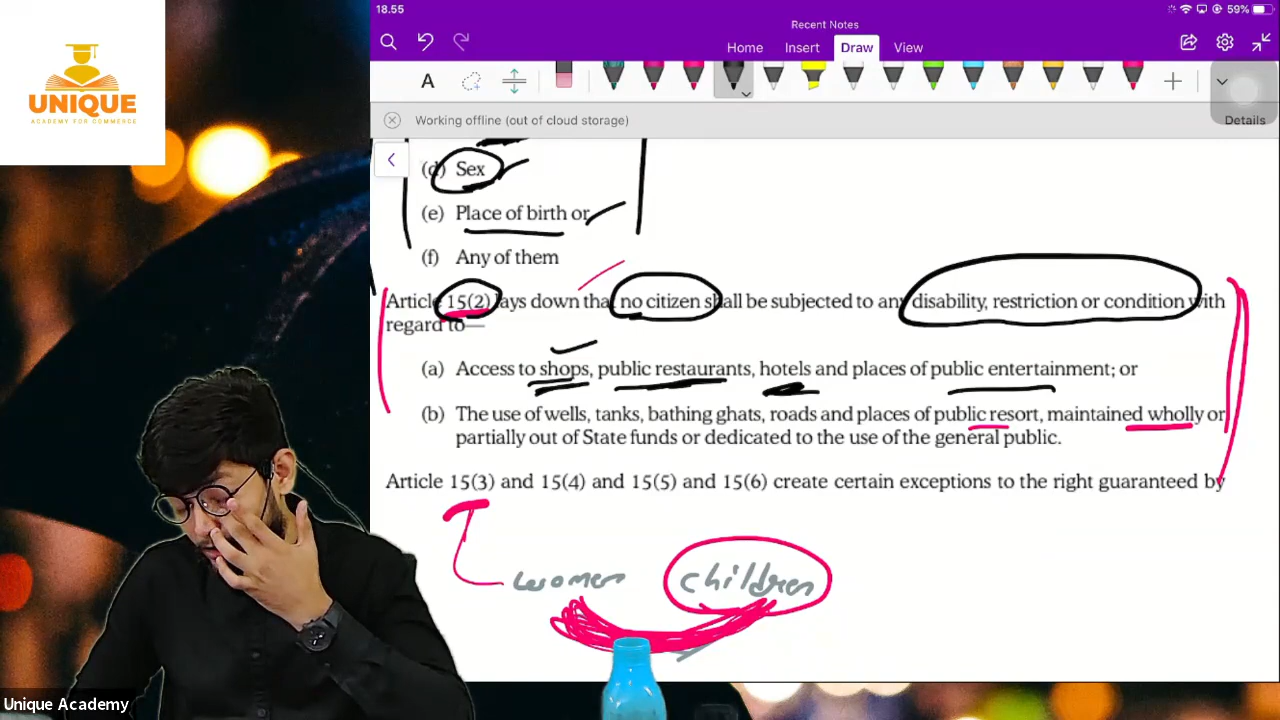 18.55
59%
Recent Notes
Home Insert Draw View
A
Working offline (out of cloud storage)
Details
UNIQUE
ACADEMY FOR COMMERCE
(d) Sex
(e) Place of birth or
(f) Any of them
Article 15(2) lays down that no citizen shall be subjected to any disability, restriction or condition with
regard to—
(a) Access to shops, public restaurants, hotels and places of public entertainment; or
(b) The use of wells, tanks, bathing ghats, roads and places of public resort, maintained wholly or
partially out of State funds or dedicated to the use of the general public.
Article 15(3) and 15(4) and 15(5) and 15(6) create certain exceptions to the right guaranteed by
women children
Unique Academy